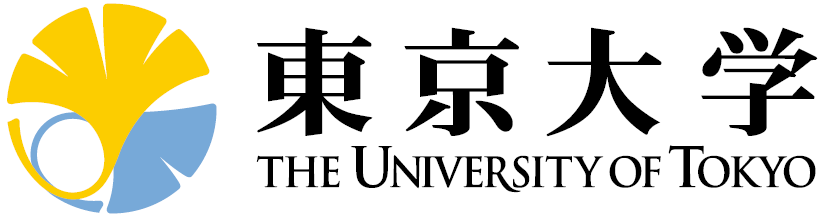 東京大学
THE UNIVERSITY OF TOKYO